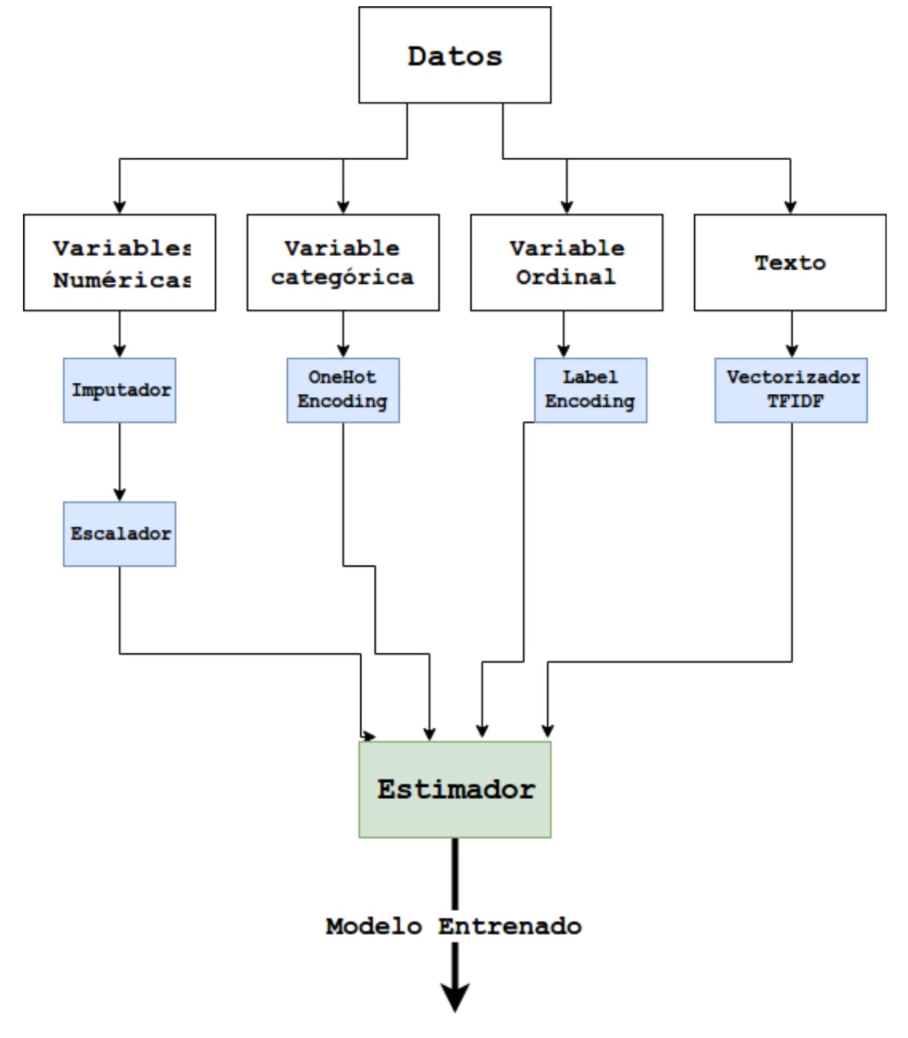 Datos
Variables
Numéricas
Variable
categórica
Variable
Ordinal
Texto
Imputador
OneHot
Encoding
Label
Encoding
Vectorizador
TFIDF
Escalador
Estimador
Modelo Entrenado